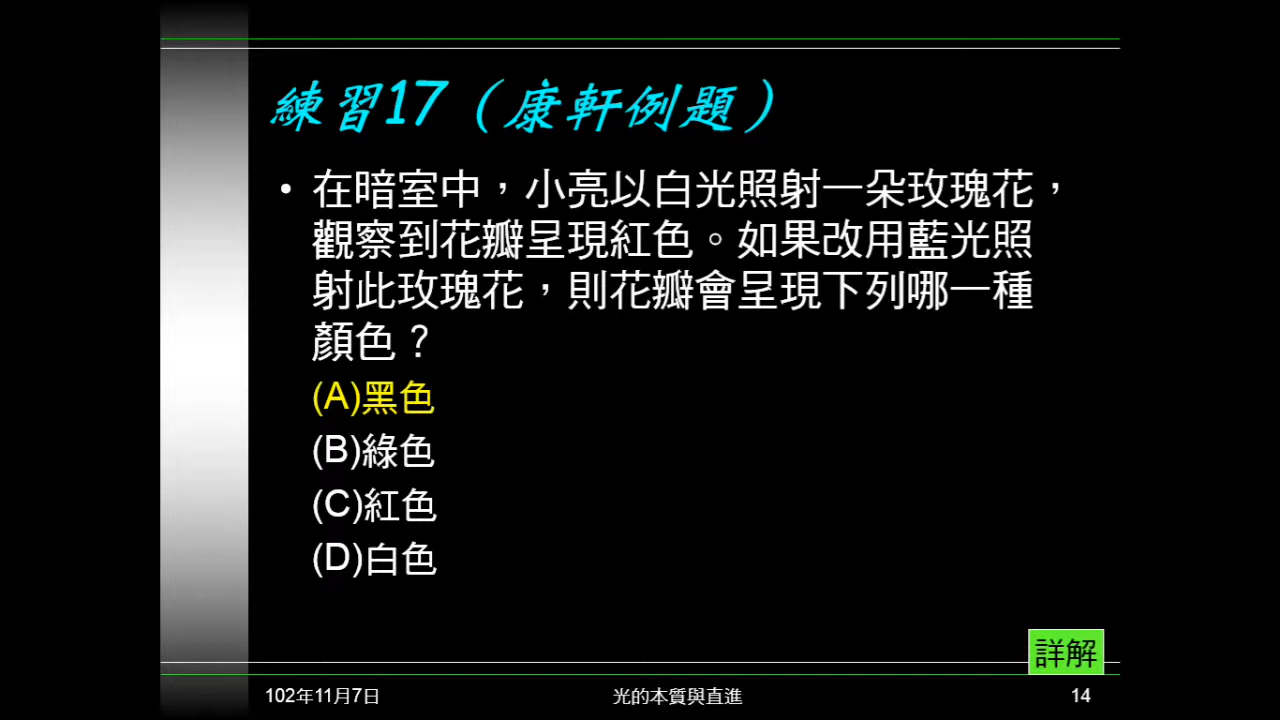 練習17（康軒例題）
• 在暗室中，小亮以白光照射一朵玫瑰花，
觀察到花瓣呈現紅色。如果改用藍光照
射此玫瑰花，則花瓣會呈現下列哪一種
顏色？
(A)黑色
(B)綠色
(C)紅色
(D)白色
詳解
102年11月7日
光的本質與直進
14